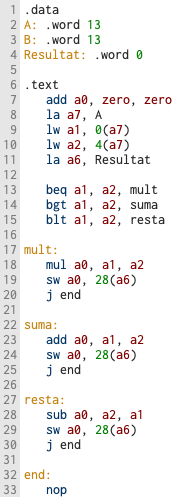 1 .data
2 A: .word 13
3 B: .word 13
4 Resultat: .word 0
5
6 .text
7 add a0, zero, zero
8 la a7, A
9 lw a1, 0(a7)
10 lw a2, 4(a7)
11 la a6, Resultat
12
13 beq a1, a2, mult
14 bgt a1, a2, suma
15 blt a1, a2, resta
16
17 mult:
18 mul a0, a1, a2
19 sw a0, 28(a6)
20 j end
21
22 suma:
23 add a0, a1, a2
24 sw a0, 28(a6)
25 j end
26
27 resta:
28 sub a0, a2, a1
29 sw a0, 28(a6)
30 j end
31
32 end:
33 nop